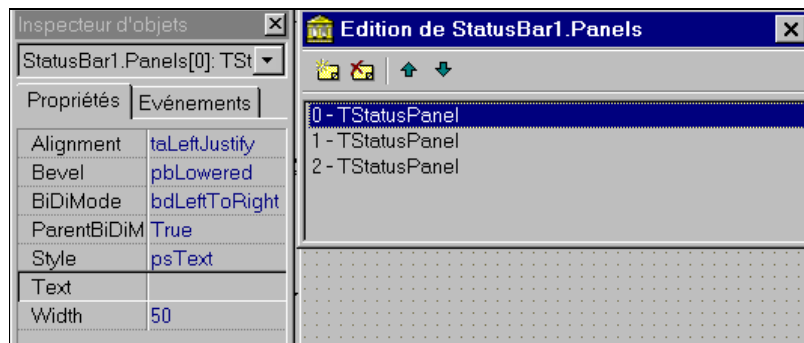 Inspecteur d'objets
StatusBar1.Panels[0]: TSt
Propriétés Evénements
Alignment taLeftJustify
Bevel pbLowered
BiDiMode bdLeftToRight
ParentBiDiM True
Style psText
Text
Width 50
Edition de StatusBar1.Panels
0 - TStatusPanel
1 - TStatusPanel
2 - TStatusPanel